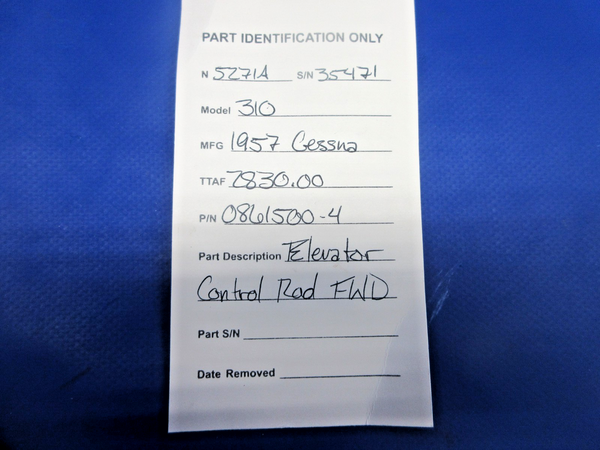 PART IDENTIFICATION ONLY
N 5271A S/N 35471
Model 310
MFG 1957 Cessna
TTAF 7830.00
P/N 0861500-4
Part Description Elevator
Control Rod FWD
Part S/N
Date Removed